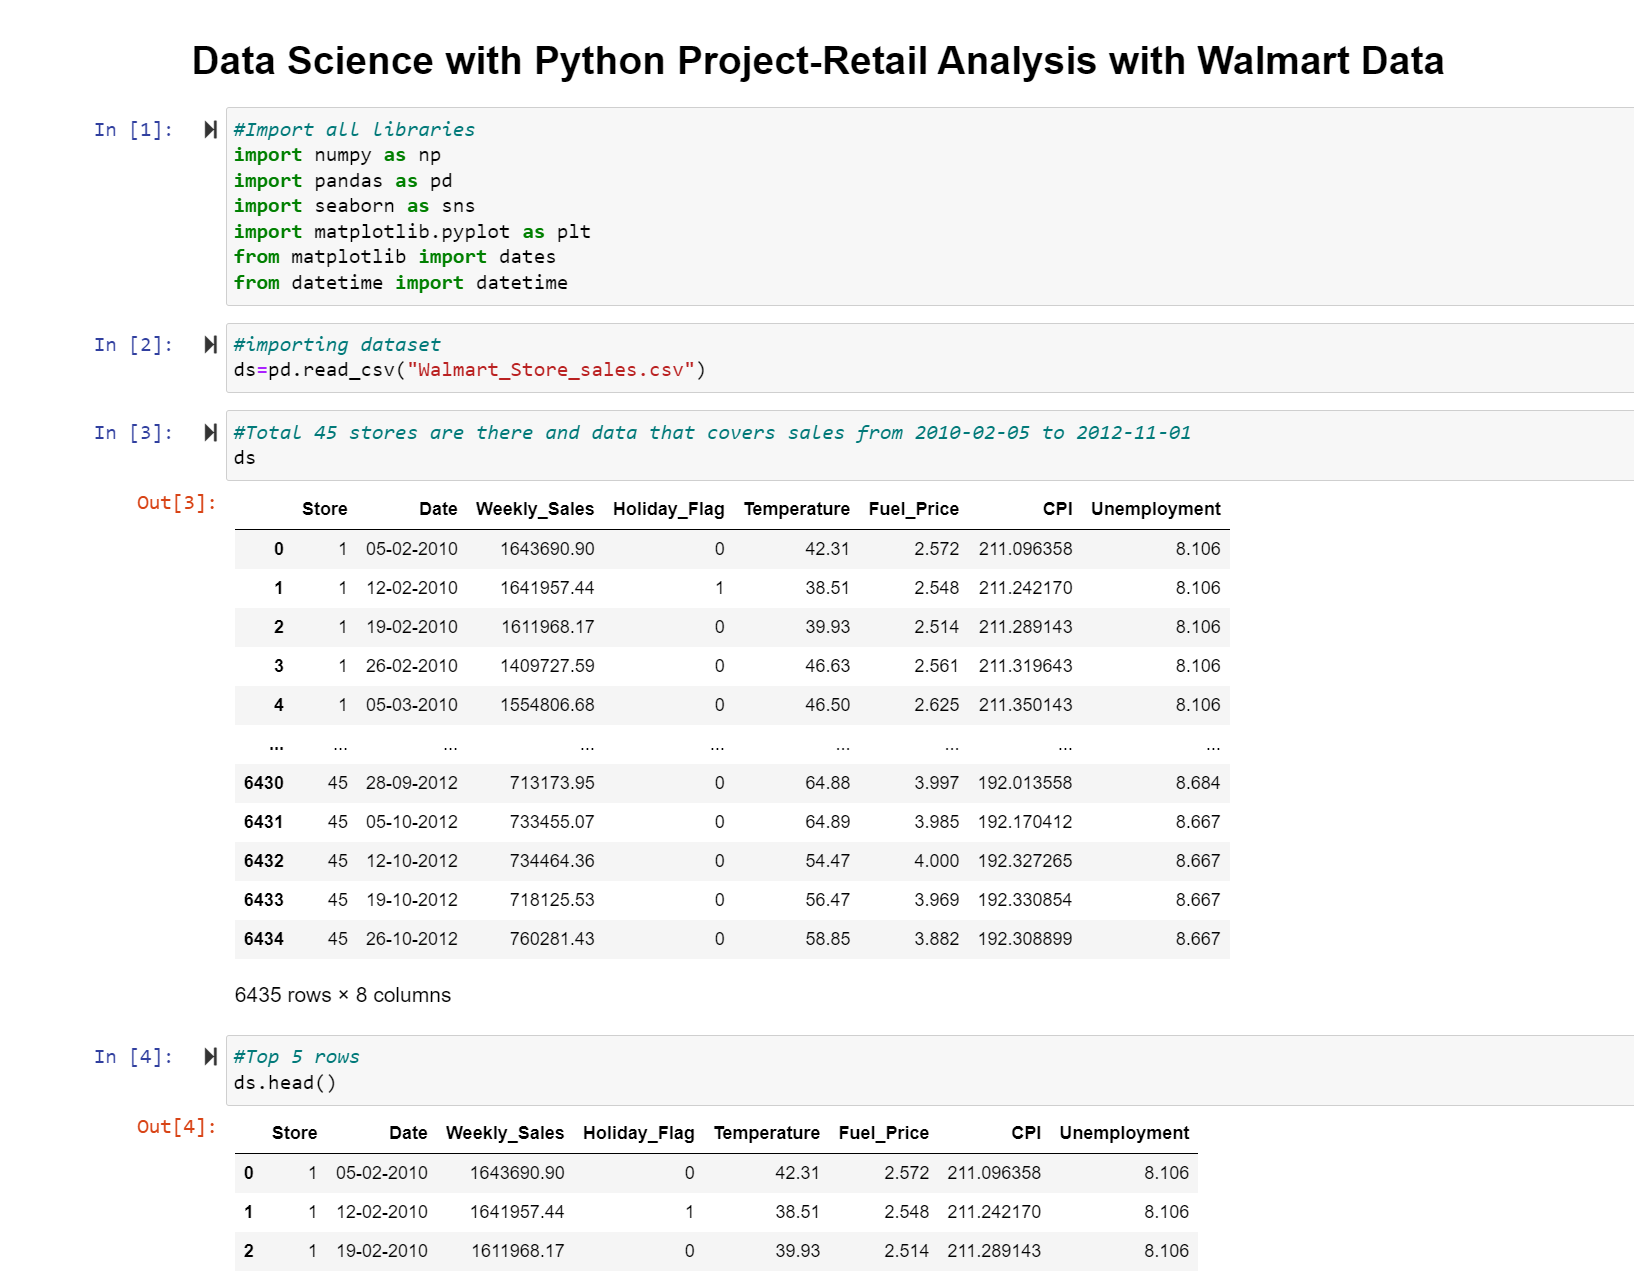 Data Science with Python Project-Retail Analysis with Walmart Data
In [1]:
#Import all libraries
import numpy as np
import pandas as pd
import seaborn as sns
import matplotlib.pyplot as plt
from matplotlib import dates
from datetime import datetime
In [2]:
#importing dataset
ds=pd.read_csv("Walmart_Store_sales.csv")
In [3]:
#Total 45 stores are there and data that covers sales from 2010-02-05 to 2012-11-01
ds
Out[3]:
Store Date Weekly_Sales Holiday_Flag Temperature Fuel_Price CPI Unemployment
0 1 05-02-2010 1643690.90 0 42.31 2.572 211.096358 8.106
1 1 12-02-2010 1641957.44 1 38.51 2.548 211.242170 8.106
2 1 19-02-2010 1611968.17 0 39.93 2.514 211.289143 8.106
3 1 26-02-2010 1409727.59 0 46.63 2.561 211.319643 8.106
4 1 05-03-2010 1554806.68 0 46.50 2.625 211.350143 8.106
... ... ... ... ... ... ... ... ...
6430 45 28-09-2012 713173.95 0 64.88 3.997 192.013558 8.684
6431 45 05-10-2012 733455.07 0 64.89 3.985 192.170412 8.667
6432 45 12-10-2012 734464.36 0 54.47 4.000 192.327265 8.667
6433 45 19-10-2012 718125.53 0 56.47 3.969 192.330854 8.667
6434 45 26-10-2012 760281.43 0 58.85 3.882 192.308899 8.667
6435 rows × 8 columns
In [4]:
#Top 5 rows
ds.head()
Out[4]:
Store Date Weekly_Sales Holiday_Flag Temperature Fuel_Price CPI Unemployment
0 1 05-02-2010 1643690.90 0 42.31 2.572 211.096358 8.106
1 1 12-02-2010 1641957.44 1 38.51 2.548 211.242170 8.106
2 1 19-02-2010 1611968.17 0 39.93 2.514 211.289143 8.106